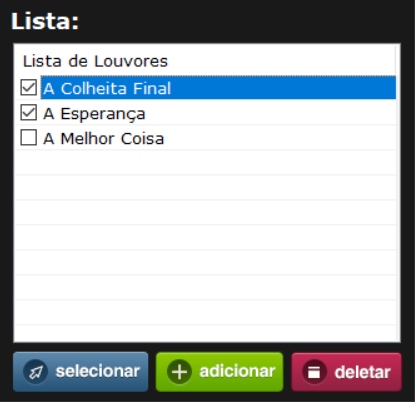 Lista:
Lista de Louvores
A Colheita Final
A Esperança
A Melhor Coisa
selecionar adicionar deletar